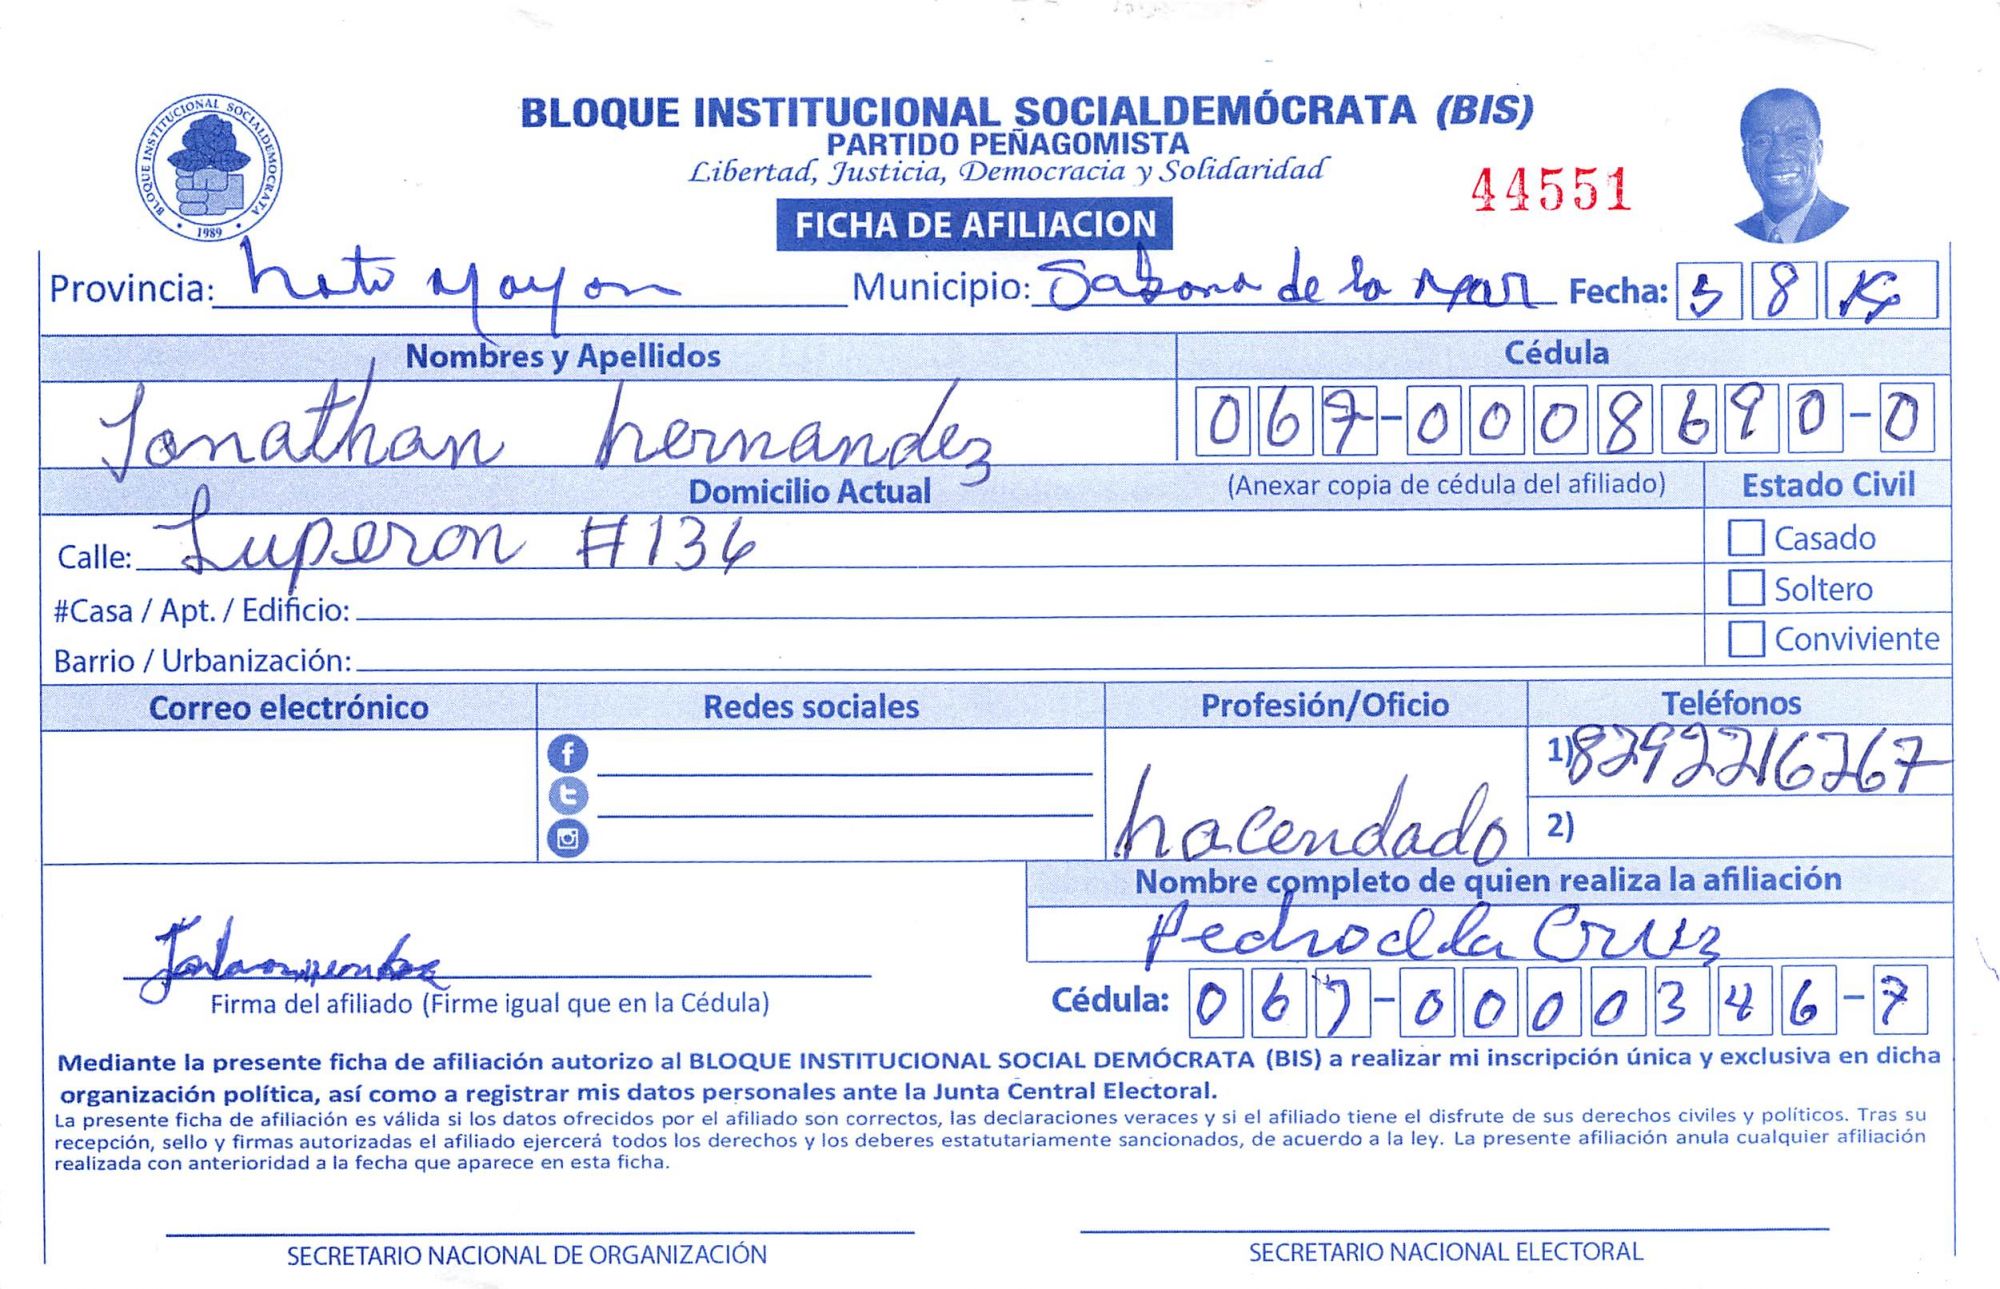 BLOQUE INSTITUCIONAL SOCIALDEMOCRATA
1989
BLOQUE INSTITUCIONAL SOCIALDEMÓCRATA (BIS)
PARTIDO PEÑAGOMISTA
Libertad, Justicia, Democracia y Solidaridad
44551
FICHA DE AFILIACION
Provincia: hato Mayor Municipio: Sabana de la Mar Fecha: 3 8
Nombres y Apellidos Cédula
Jonathan hernandez 067-0008690-0
Domicilio Actual (Anexar copia de cédula del afiliado) Estado Civil
Calle: Luperon #136 Casado
#Casa / Apt. / Edificio: Soltero
Barrio / Urbanización: Conviviente
Correo electrónico Redes sociales Profesión/Oficio Teléfonos
1) 8292216267
hacendado 2)
Nombre completo de quien realiza la afiliación
Pedro de la Cruz
Firma del afiliado (Firme igual que en la Cédula) Cédula: 067-0000346-7
Mediante la presente ficha de afiliación autorizo al BLOQUE INSTITUCIONAL SOCIAL DEMÓCRATA (BIS) a realizar mi inscripción única y exclusiva en dicha
organización política, así como a registrar mis datos personales ante la Junta Central Electoral.
La presente ficha de afiliación es válida si los datos ofrecidos por el afiliado son correctos, las declaraciones veraces y si el afiliado tiene el disfrute de sus derechos civiles y políticos. Tras su
recepción, sello y firmas autorizadas el afiliado ejercerá todos los derechos y los deberes estatutariamente sancionados, de acuerdo a la ley. La presente afiliación anula cualquier afiliación
realizada con anterioridad a la fecha que aparece en esta ficha.
SECRETARIO NACIONAL DE ORGANIZACIÓN SECRETARIO NACIONAL ELECTORAL